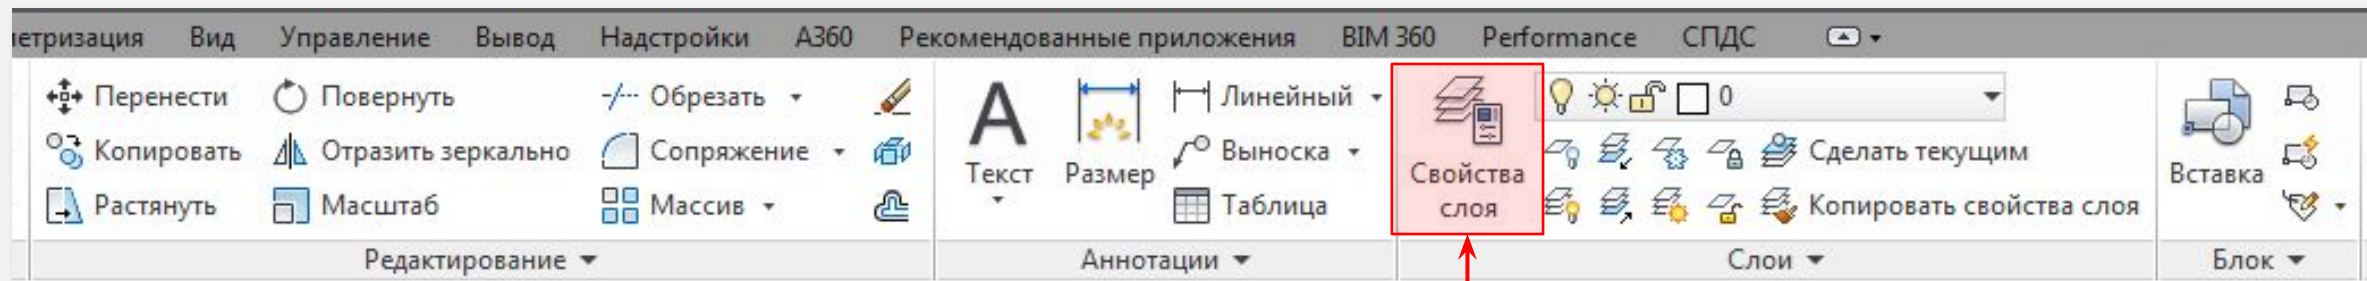 етризация Вид Управление Вывод Надстройки A360 Рекомендованные приложения BIM 360 Performance СПДС
Перенести Повернуть Обрезать Линейный 0
Копировать Отразить зеркально Сопряжение Выноска Сделать текущим
Растянуть Масштаб Массив Таблица Копировать свойства слоя
Текст Размер
Свойства
слоя
Вставка
Редактирование Аннотации Слои Блок